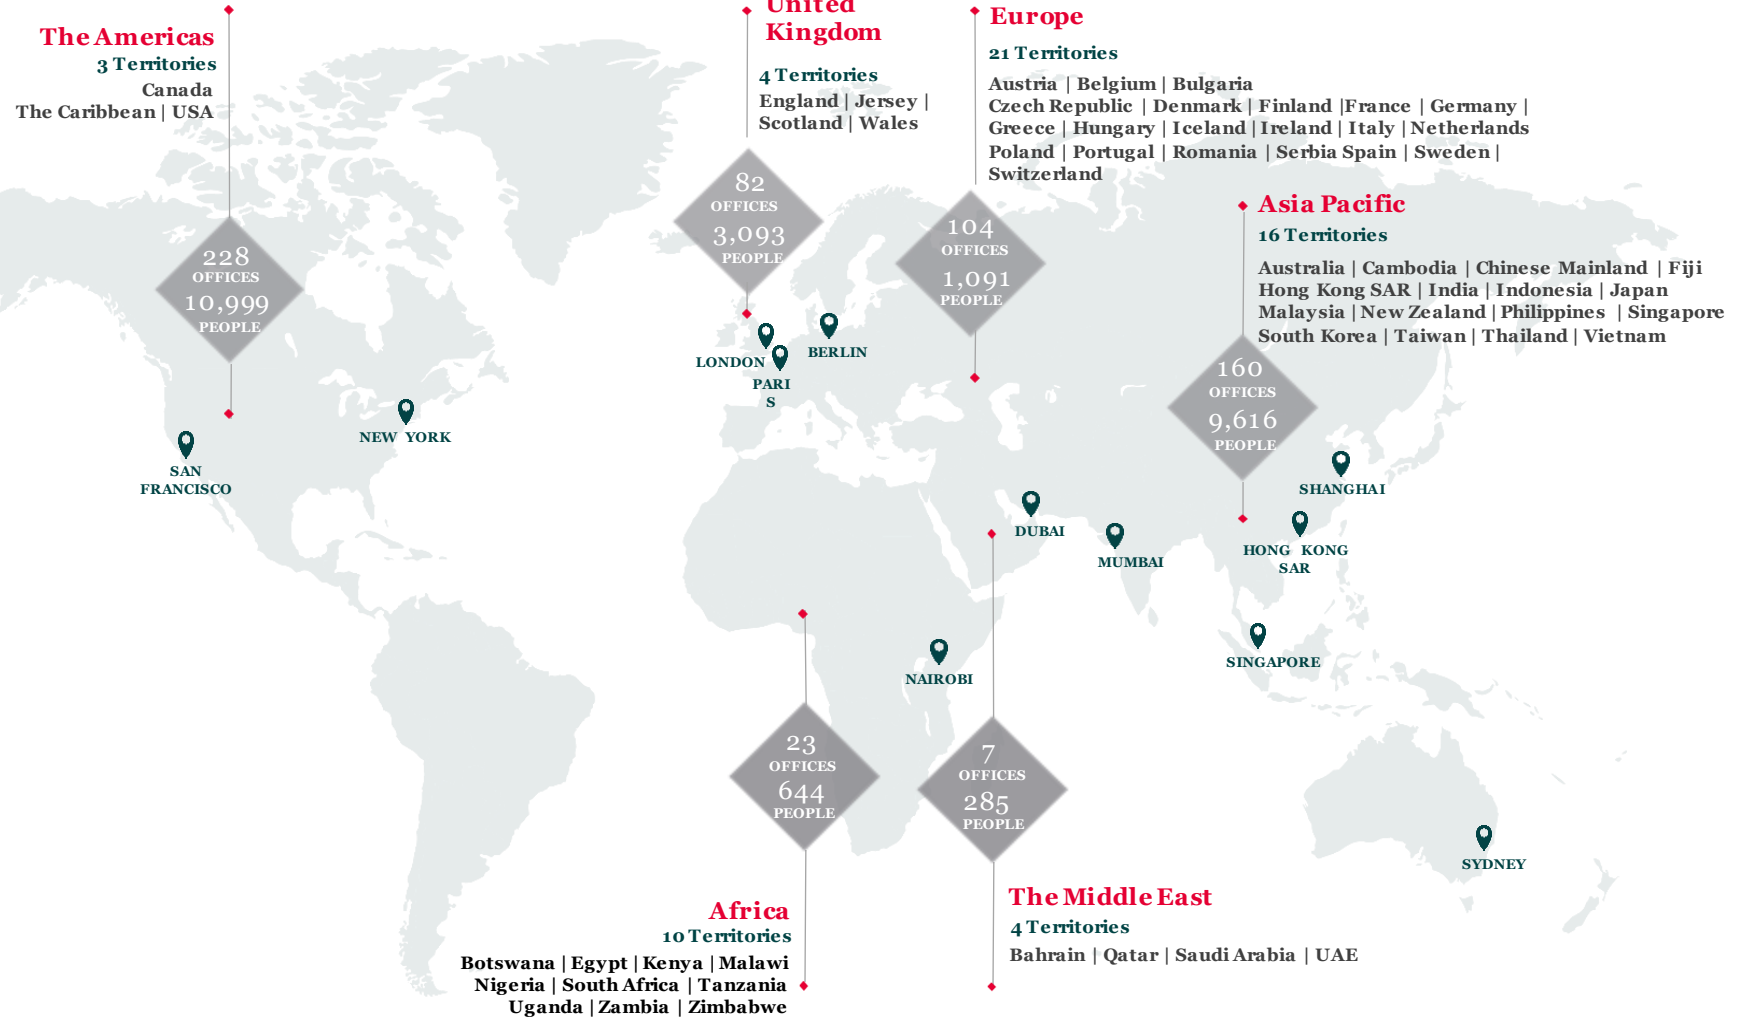 The Americas
3 Territories
Canada
The Caribbean | USA
228
OFFICES
10,999
PEOPLE
United
Kingdom
4 Territories
England | Jersey |
Scotland | Wales
82
OFFICES
3,093
PEOPLE
Europe
21 Territories
Austria | Belgium | Bulgaria
Czech Republic | Denmark | Finland |France | Germany |
Greece | Hungary | Iceland | Ireland | Italy | Netherlands
Poland | Portugal | Romania | Serbia Spain | Sweden |
Switzerland
104
OFFICES
1,091
PEOPLE
Asia Pacific
16 Territories
Australia | Cambodia | Chinese Mainland | Fiji
Hong Kong SAR | India | Indonesia | Japan
Malaysia | New Zealand | Philippines | Singapore
South Korea | Taiwan | Thailand | Vietnam
160
OFFICES
9,616
PEOPLE
LONDON
PARI
S
BERLIN
NEW YORK
SAN
FRANCISCO
DUBAI
MUMBAI
SHANGHAI
HONG KONG
SAR
SINGAPORE
NAIROBI
SYDNEY
23
OFFICES
644
PEOPLE
7
OFFICES
285
PEOPLE
Africa
10 Territories
Botswana | Egypt | Kenya | Malawi
Nigeria | South Africa | Tanzania
Uganda | Zambia | Zimbabwe
The Middle East
4 Territories
Bahrain | Qatar | Saudi Arabia | UAE